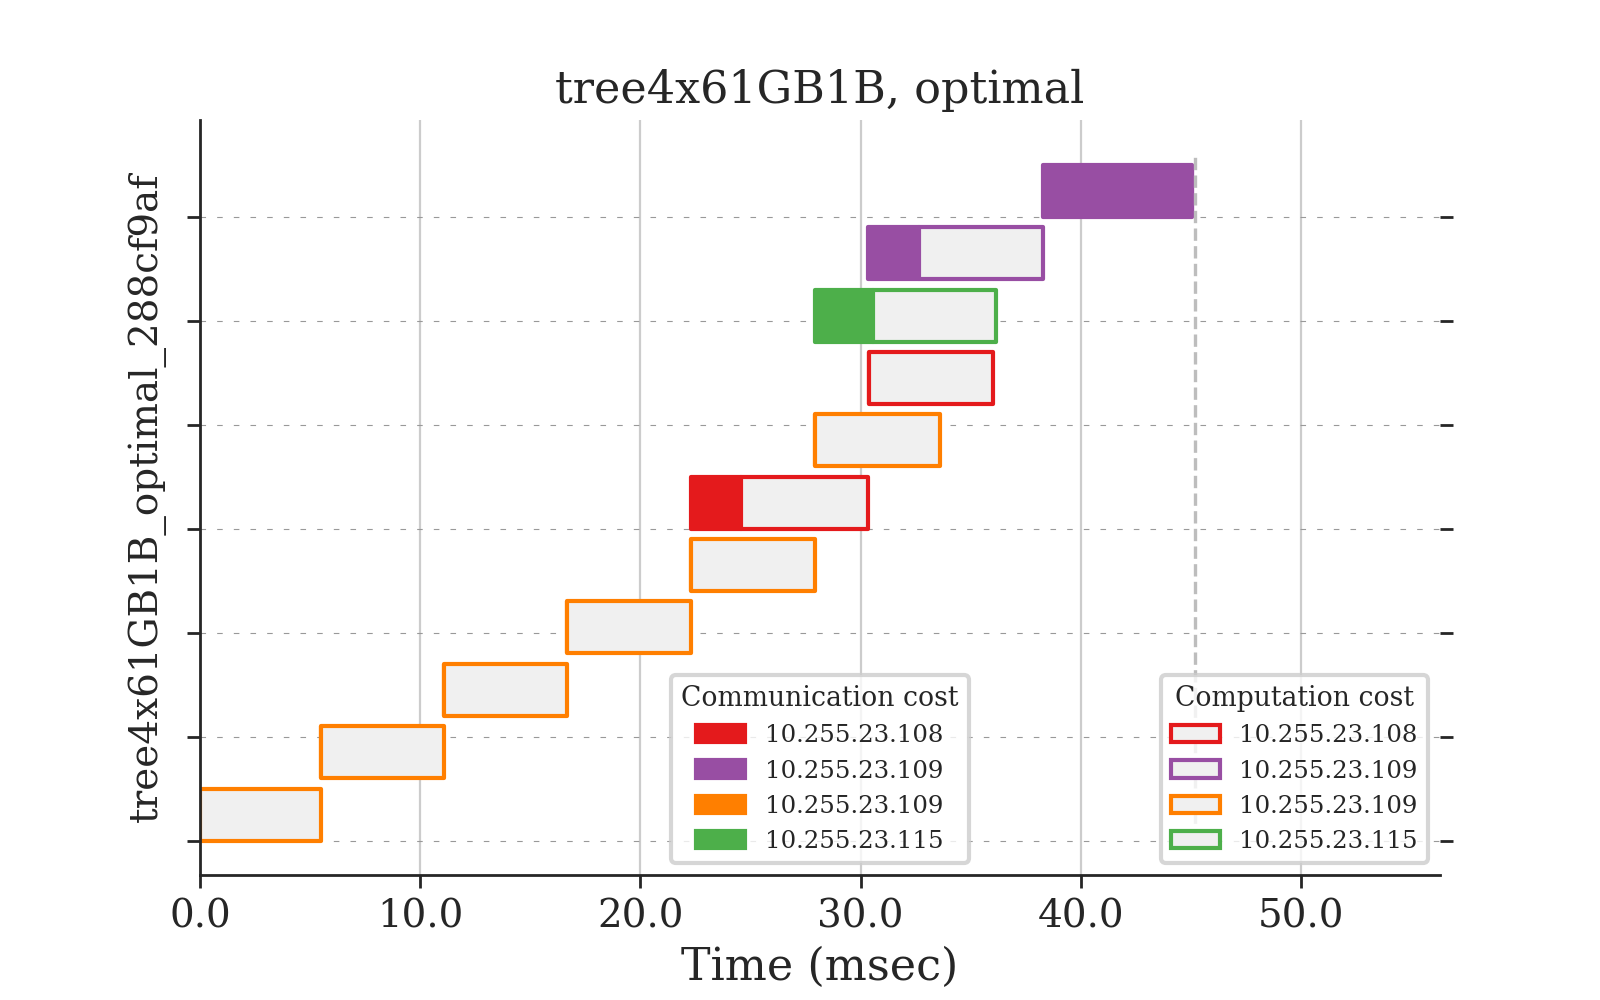 tree4x61GB1B, optimal
tree4x61GB1B_optimal_288cf9af
Communication cost
10.255.23.108
10.255.23.109
10.255.23.109
10.255.23.115
Computation cost
10.255.23.108
10.255.23.109
10.255.23.109
10.255.23.115
0.0 10.0 20.0 30.0 40.0 50.0
Time (msec)